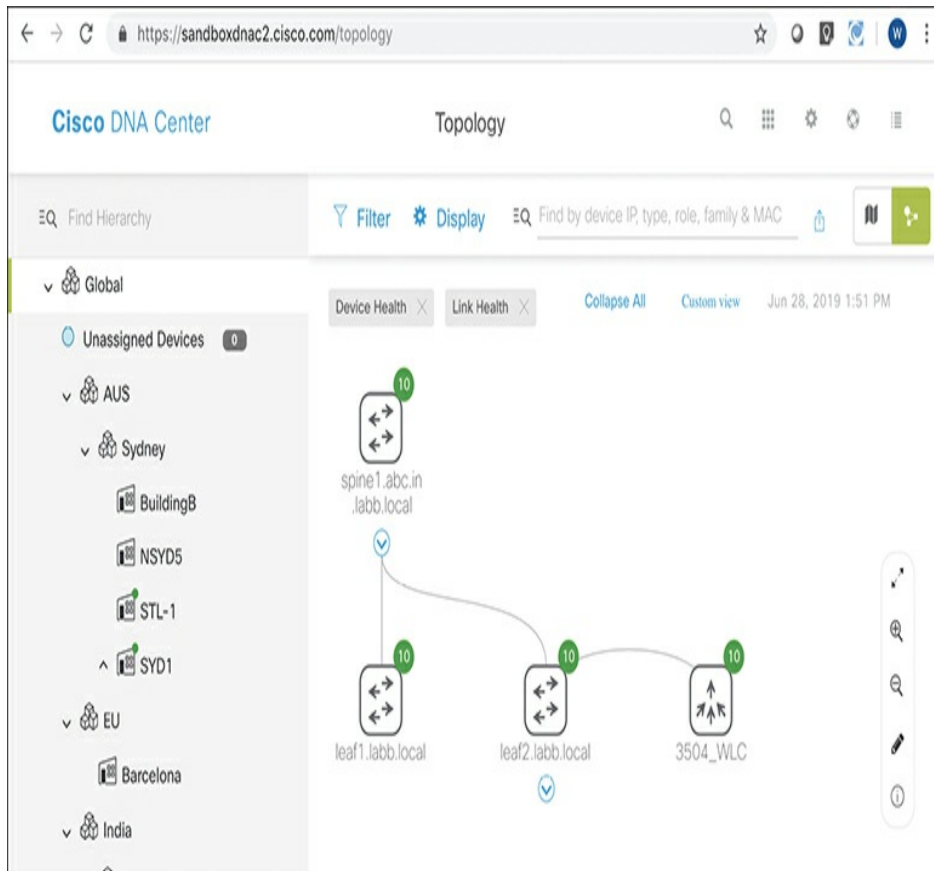 https://sandboxdnac2.cisco.com/topology
W
Cisco DNA Center
Topology
Find Hierarchy
Filter
Display
Find by device IP, type, role, family & MAC
Global
Device Health
Link Health
Collapse All
Custom view
Jun 28, 2019 1:51 PM
Unassigned Devices 0
AUS
Sydney
BuildingB
NSYD5
STL-1
SYD1
EU
Barcelona
India
10
spine1.abc.in
.labb.local
10
leaf1.labb.local
10
leaf2.labb.local
10
3504_WLC